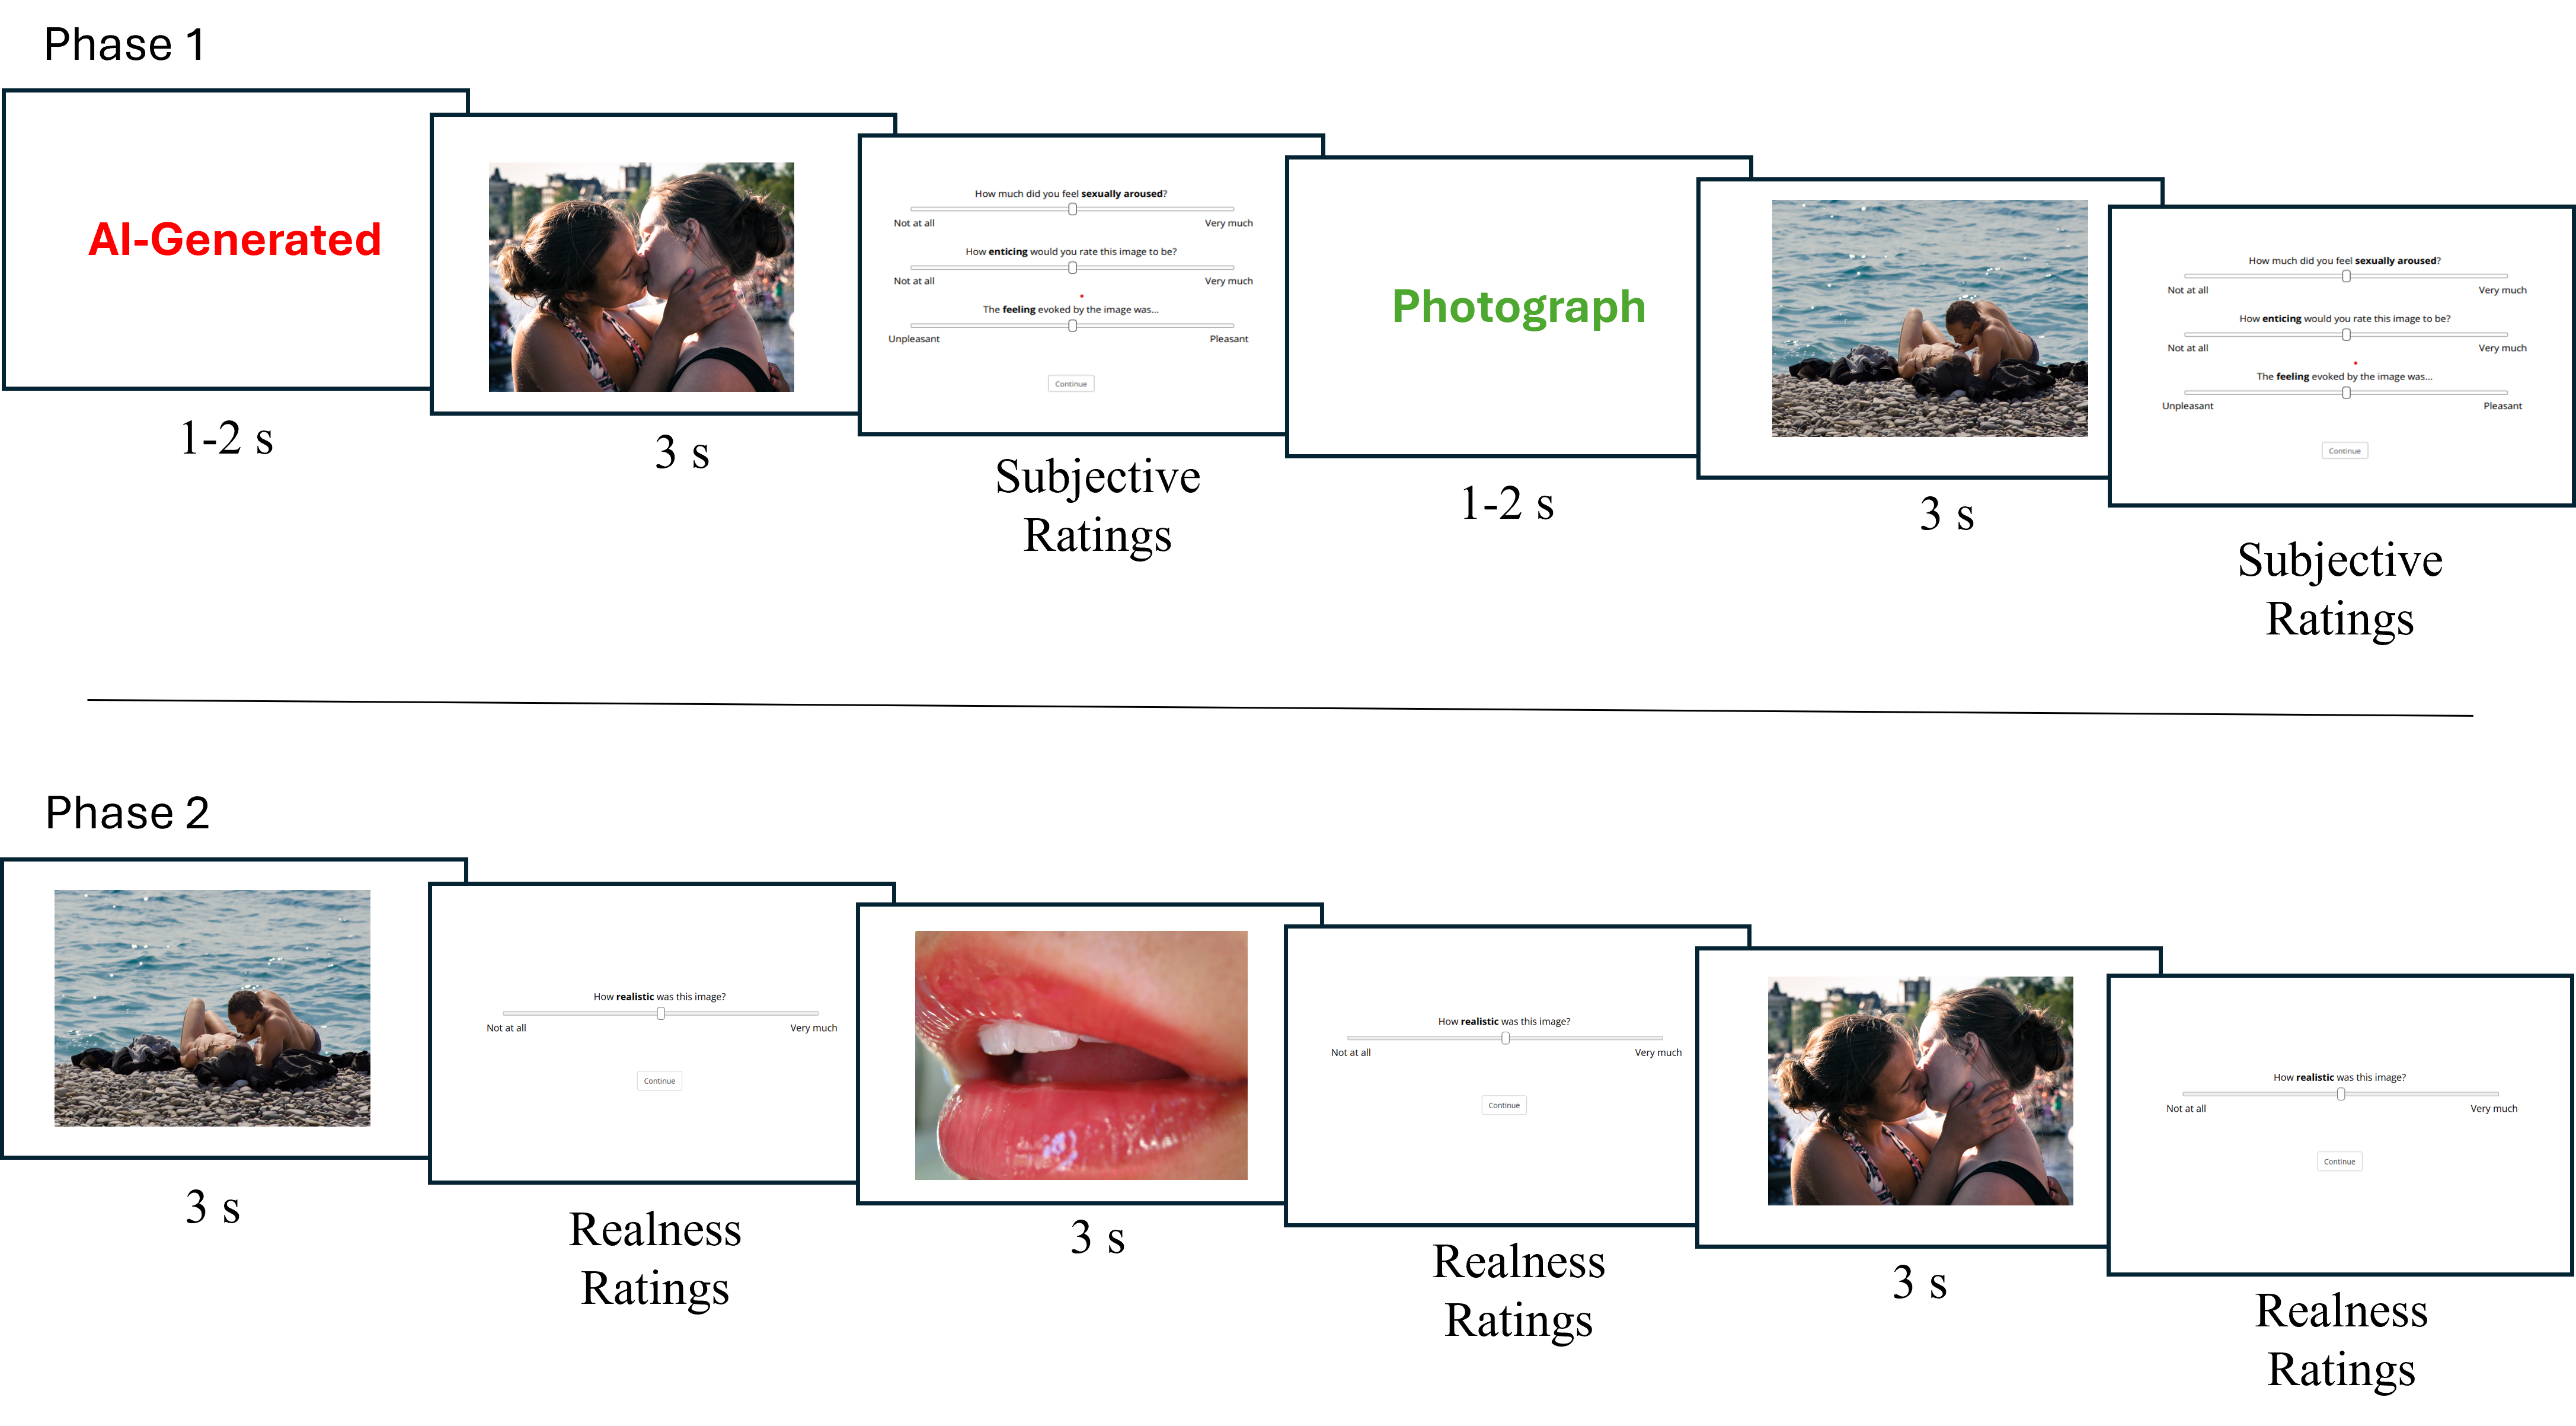 Phase 1
AI-Generated
1-2 s
3 s
How much did you feel sexually aroused?
Not at all Very much
How enticing would you rate this image to be?
Not at all Very much
The feeling evoked by the image was...
Unpleasant Pleasant
Continue
Subjective
Ratings
Photograph
1-2 s
3 s
How much did you feel sexually aroused?
Not at all Very much
How enticing would you rate this image to be?
Not at all Very much
The feeling evoked by the image was...
Unpleasant Pleasant
Continue
Subjective
Ratings
Phase 2
3 s
How realistic was this image?
Not at all Very much
Continue
Realness
Ratings
3 s
How realistic was this image?
Not at all Very much
Continue
Realness
Ratings
3 s
How realistic was this image?
Not at all Very much
Continue
Realness
Ratings